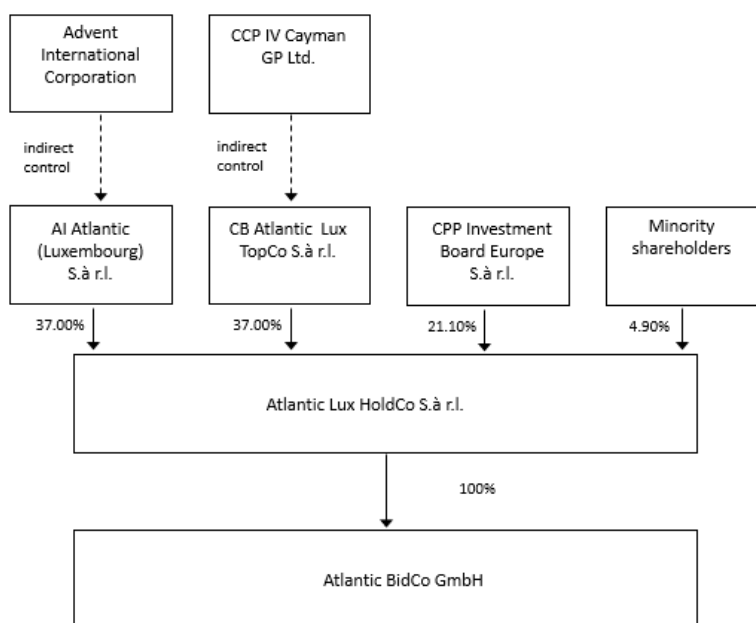 Advent
International
Corporation
CCP IV Cayman
GP Ltd.
indirect
control
indirect
control
AI Atlantic
(Luxembourg)
S.à r.l.
CB Atlantic Lux
TopCo S.à r.l.
CPP Investment
Board Europe
S.à r.l.
Minority
shareholders
37.00%
37.00%
21.10%
4.90%
Atlantic Lux HoldCo S.à r.l.
100%
Atlantic BidCo GmbH